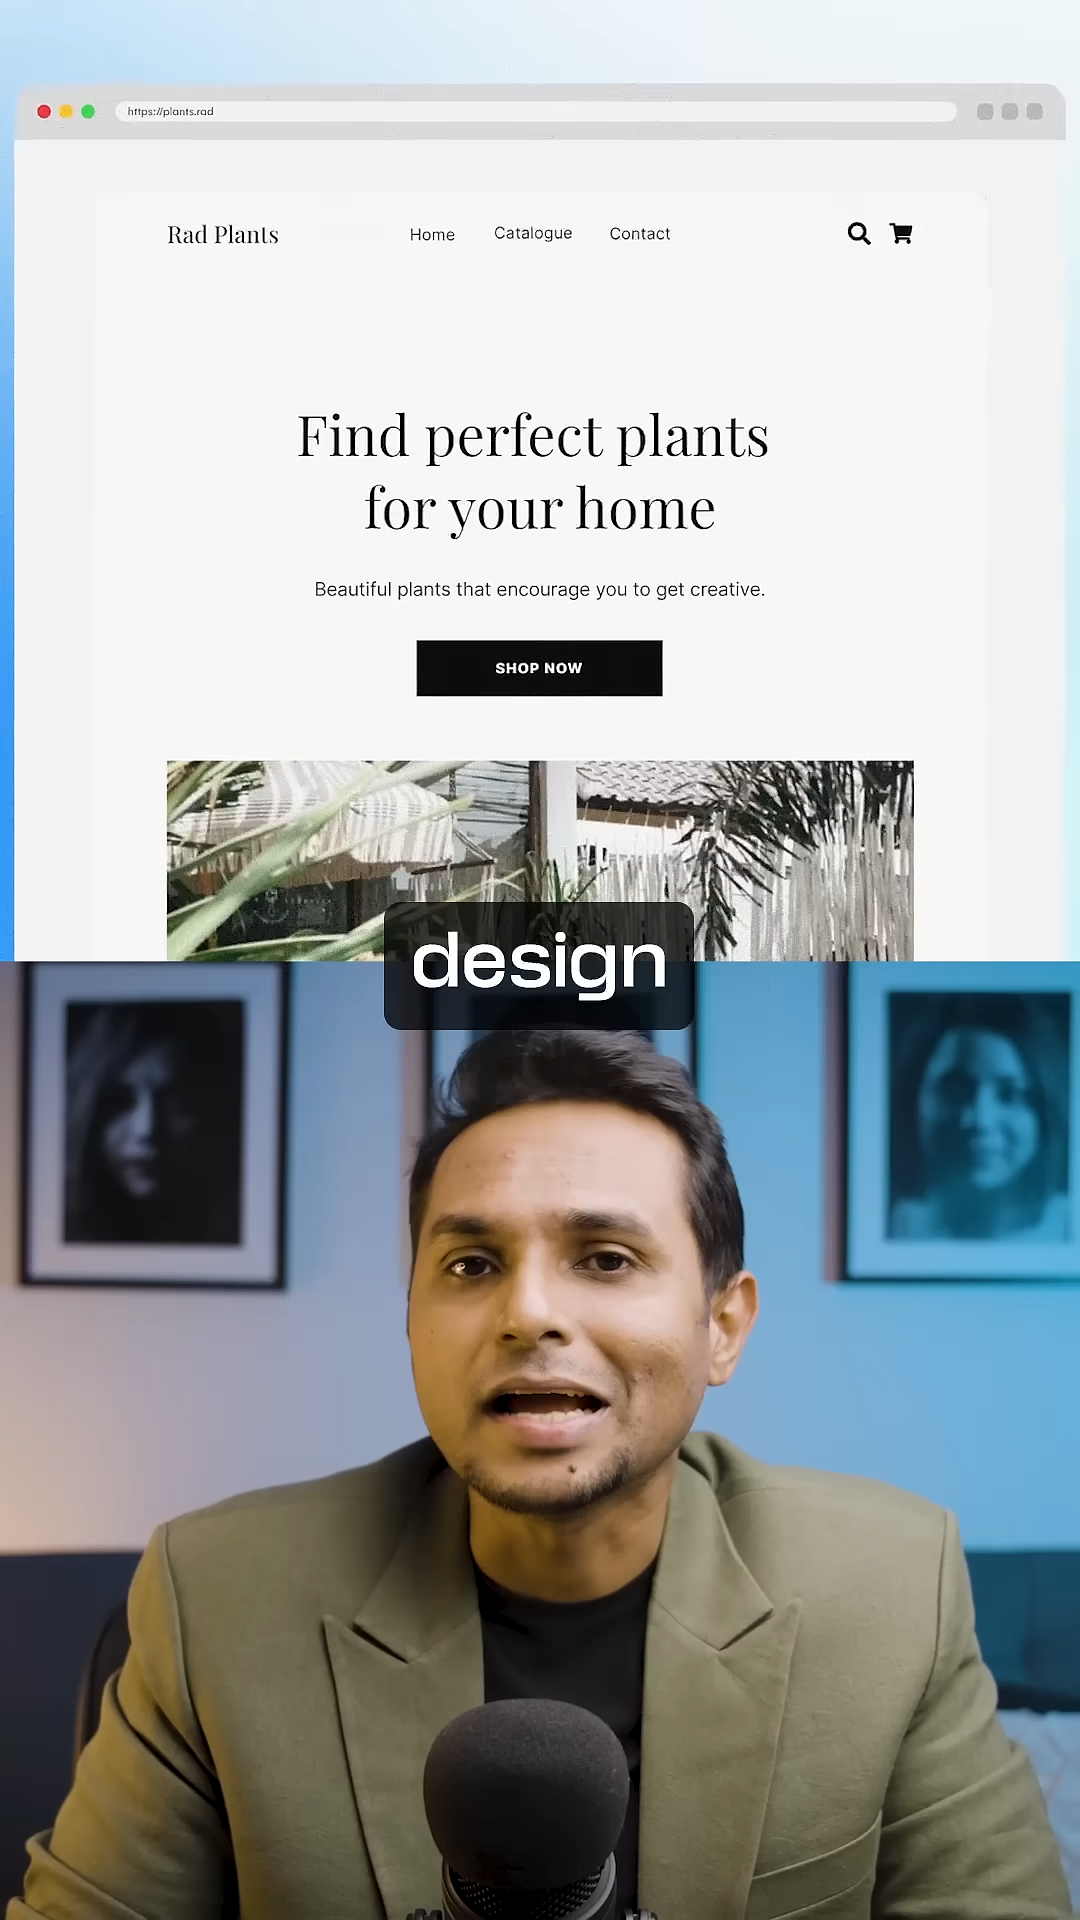 https://plants.rad
Rad Plants
Home Catalogue Contact
Find perfect plants
for your home
Beautiful plants that encourage you to get creative.
SHOP NOW
design